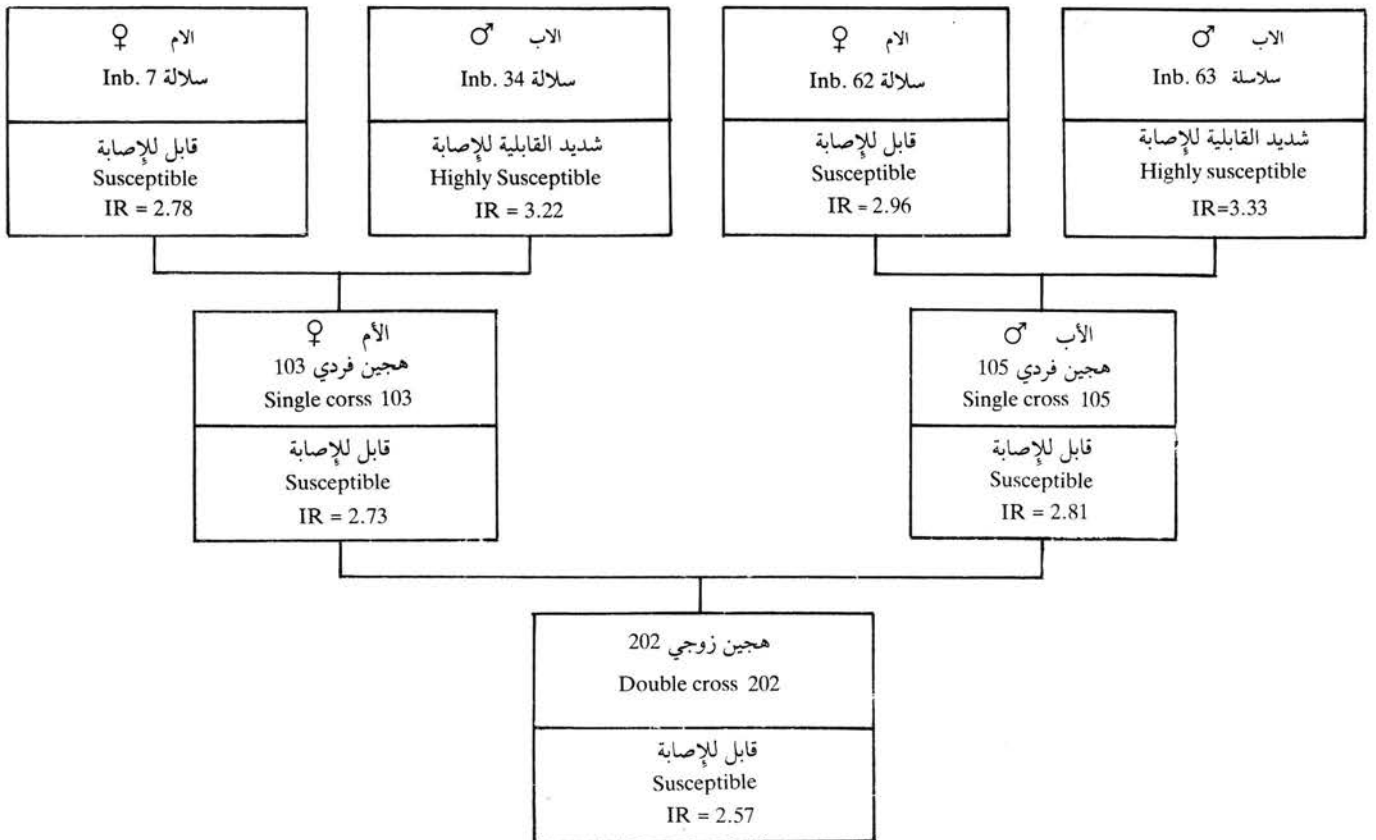 ♀ الام
سلالة Inb. 7
قابل للإصابة
Susceptible
IR = 2.78
♂ الاب
سلالة Inb. 34
شديد القابلية للإصابة
Highly Susceptible
IR = 3.22
♀ الام
سلالة Inb. 62
قابل للإصابة
Susceptible
IR = 2.96
♂ الاب
سلاسلة Inb. 63
شديد القابلية للإصابة
Highly susceptible
IR=3.33
♀ الأم
هجين فردي 103
Single corss 103
قابل للإصابة
Susceptible
IR = 2.73
♂ الأب
هجين فردي 105
Single cross 105
قابل للإصابة
Susceptible
IR = 2.81
هجين زوجي 202
Double cross 202
قابل للإصابة
Susceptible
IR = 2.57